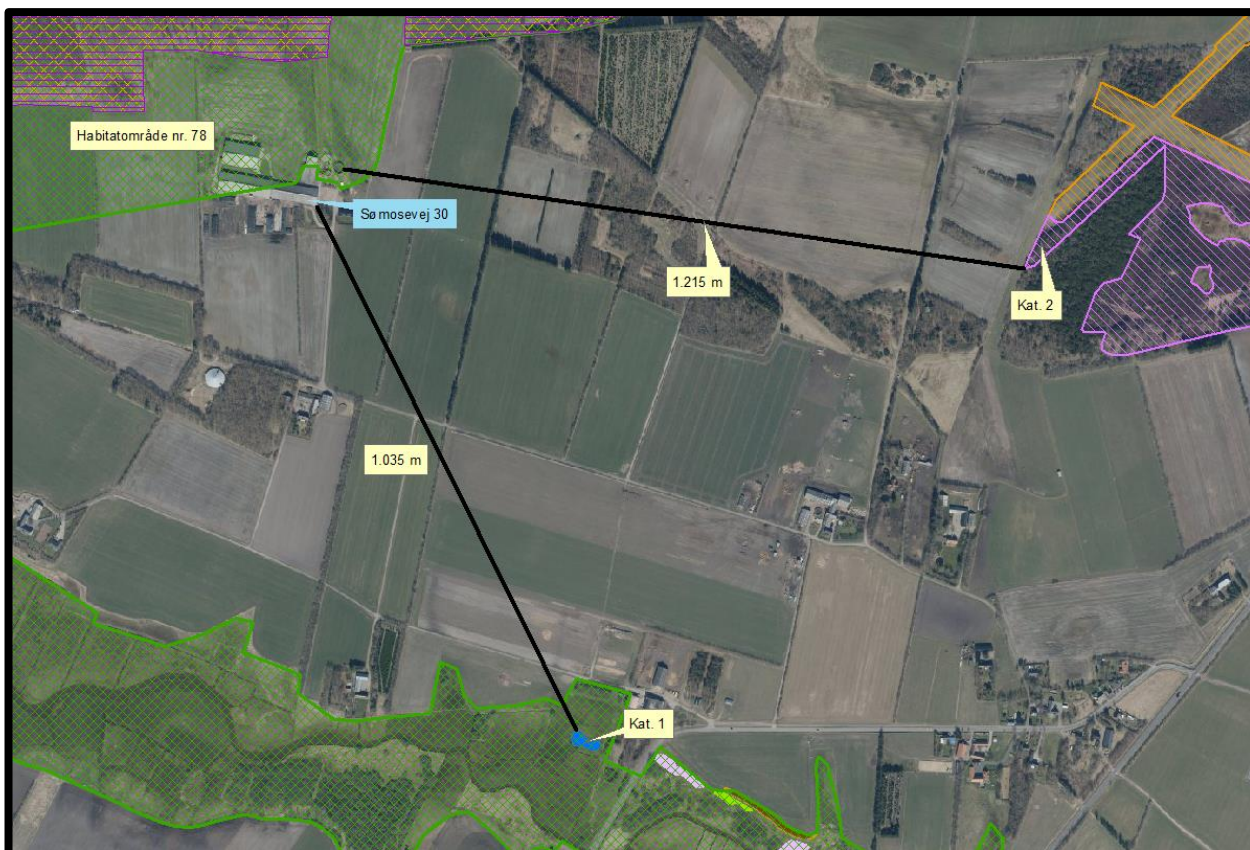 Habitatområde nr. 78
Sømosevej 30
1.215 m
Kat. 2
1.035 m
Kat. 1